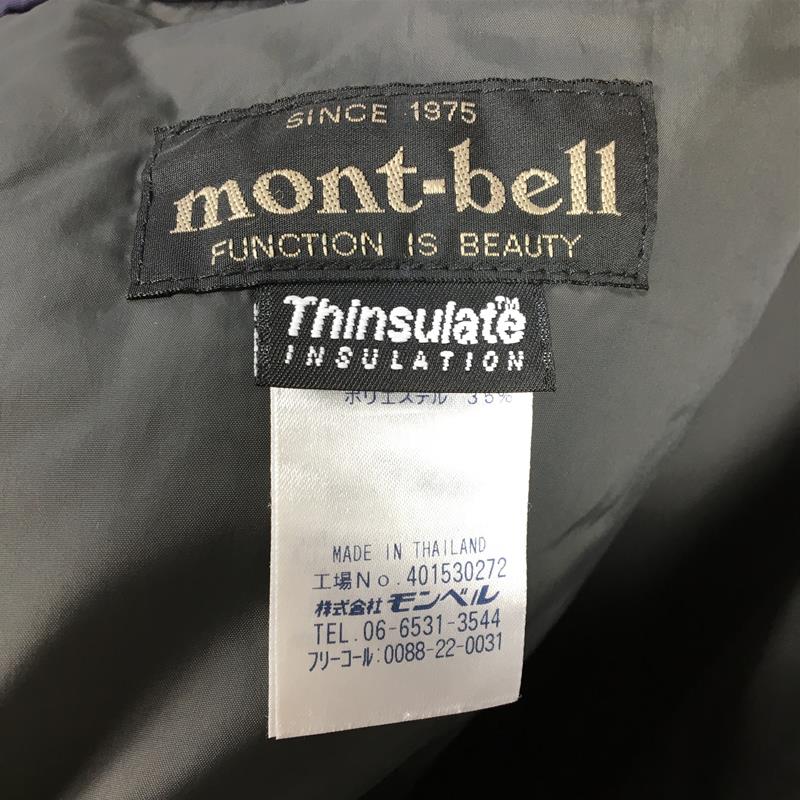 SINCE 1975
mont-bell
FUNCTION IS BEAUTY
Thinsulate™
INSULATION
ポリエステル 35%
MADE IN THAILAND
工場No.401530272
株式会社 モンベル
TEL.06-6531-3544
フリーコール:0088-22-0031